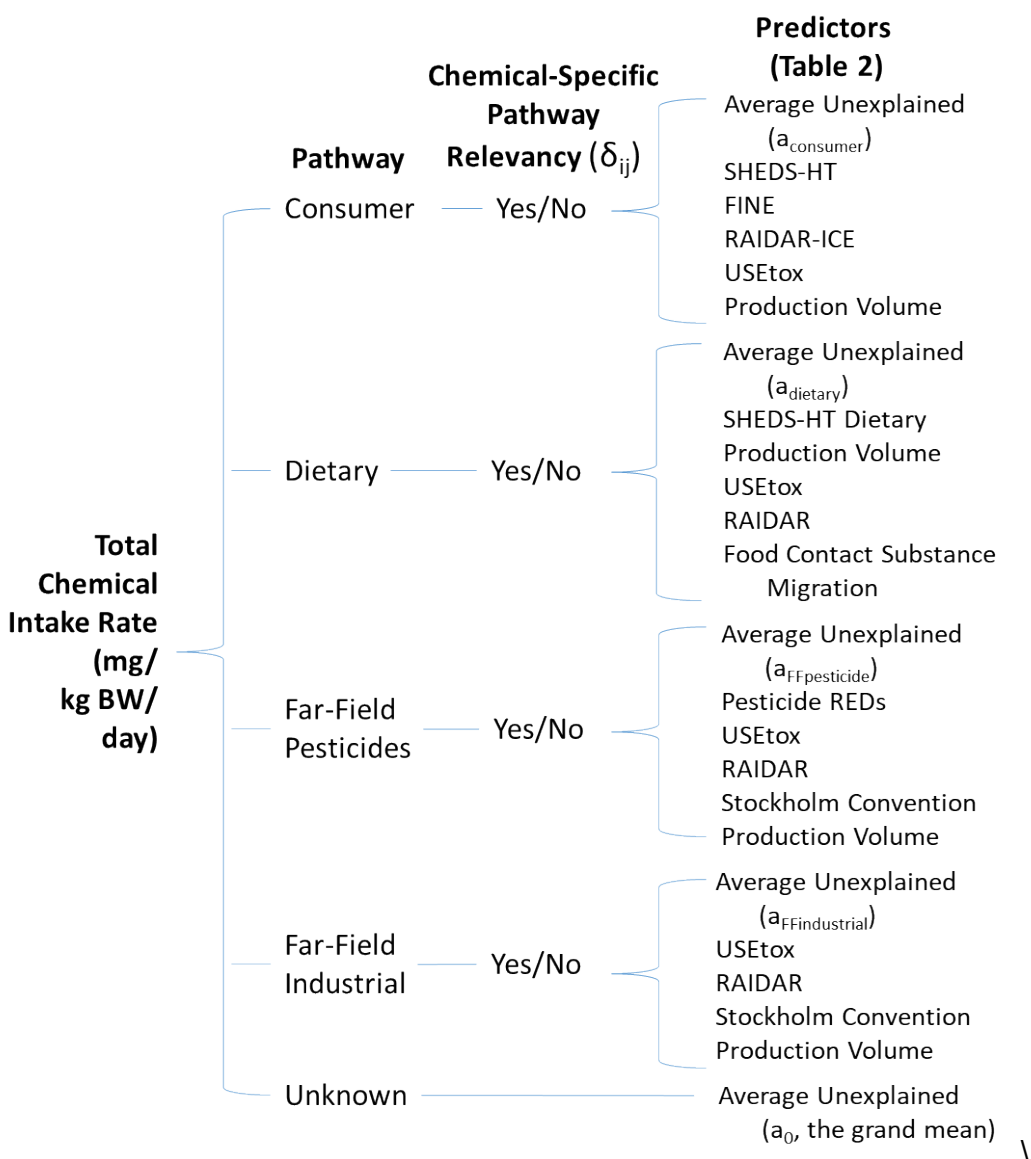 Predictors
(Table 2)
Chemical-Specific
Pathway
Relevancy (δij)
Pathway
Total
Chemical
Intake Rate
(mg/
kg BW/
day)
Consumer
Yes/No
Average Unexplained
(aconsumer)
SHEDS-HT
FINE
RAIDAR-ICE
USEtox
Production Volume
Dietary
Yes/No
Average Unexplained
(adietary)
SHEDS-HT Dietary
Production Volume
USEtox
RAIDAR
Food Contact Substance
Migration
Far-Field
Pesticides
Yes/No
Average Unexplained
(aFFpesticide)
Pesticide REDs
USEtox
RAIDAR
Stockholm Convention
Production Volume
Far-Field
Industrial
Yes/No
Average Unexplained
(aFFindustrial)
USEtox
RAIDAR
Stockholm Convention
Production Volume
Unknown
Average Unexplained
(a0, the grand mean)
\